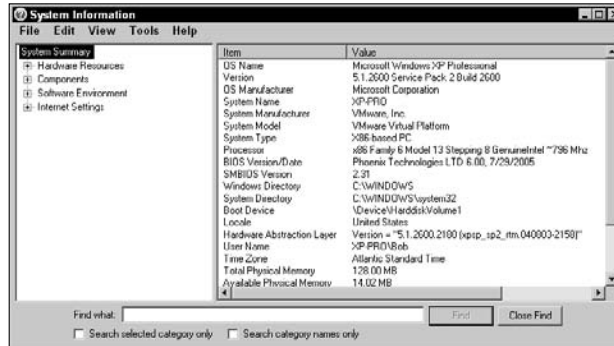 System Information
File Edit View Tools Help
System Summary
Hardware Resources
Components
Software Environment
Internet Settings
Item Value
OS Name Microsoft Windows XP Professional
Version 5.1.2600 Service Pack 2 Build 2600
OS Manufacturer Microsoft Corporation
System Name XP-PRO
System Manufacturer VMware, Inc.
System Model VMware Virtual Platform
System Type X86-based PC
Processor x86 Family 6 Model 13 Stepping 8 GenuineIntel ~796 Mhz
BIOS Version/Date Phoenix Technologies LTD 6.00, 7/29/2005
SMBIOS Version 2.31
Windows Directory C:\WINDOWS
System Directory C:\WINDOWS\system32
Boot Device \Device\HarddiskVolume1
Locale United States
Hardware Abstraction Layer Version = "5.1.2600.2180 (xpsp_sp2_rtm.040803-2158)"
User Name XP-PRO\Bob
Time Zone Atlantic Standard Time
Total Physical Memory 128.00 MB
Available Physical Memory 14.02 MB
Find what: Find Close Find
Search selected category only Search category names only